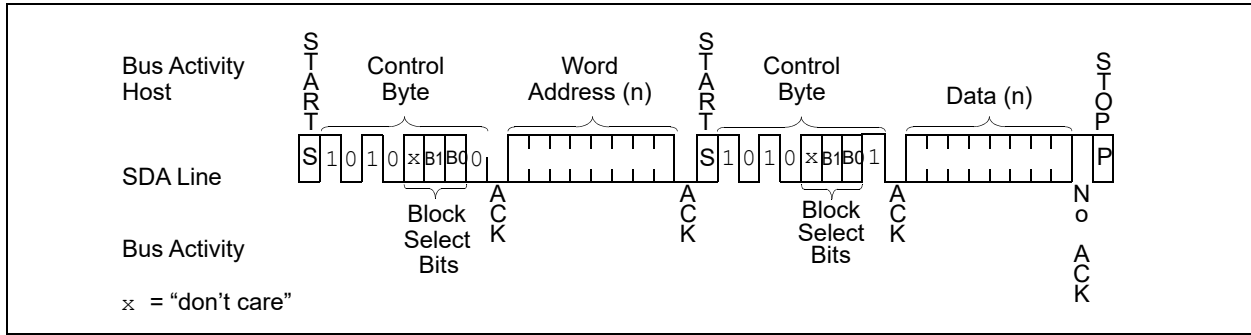 START
Bus Activity
Host
Control
Byte
Word
Address (n)
START
Control
Byte
Data (n)
STOP
SDA Line
S 1 0 1 0 x B1 B0 0 S 1 0 1 0 x B1 B0 1 P
ACK
ACK
ACK
No ACK
Block
Select
Bits
Block
Select
Bits
Bus Activity
x = “don’t care”